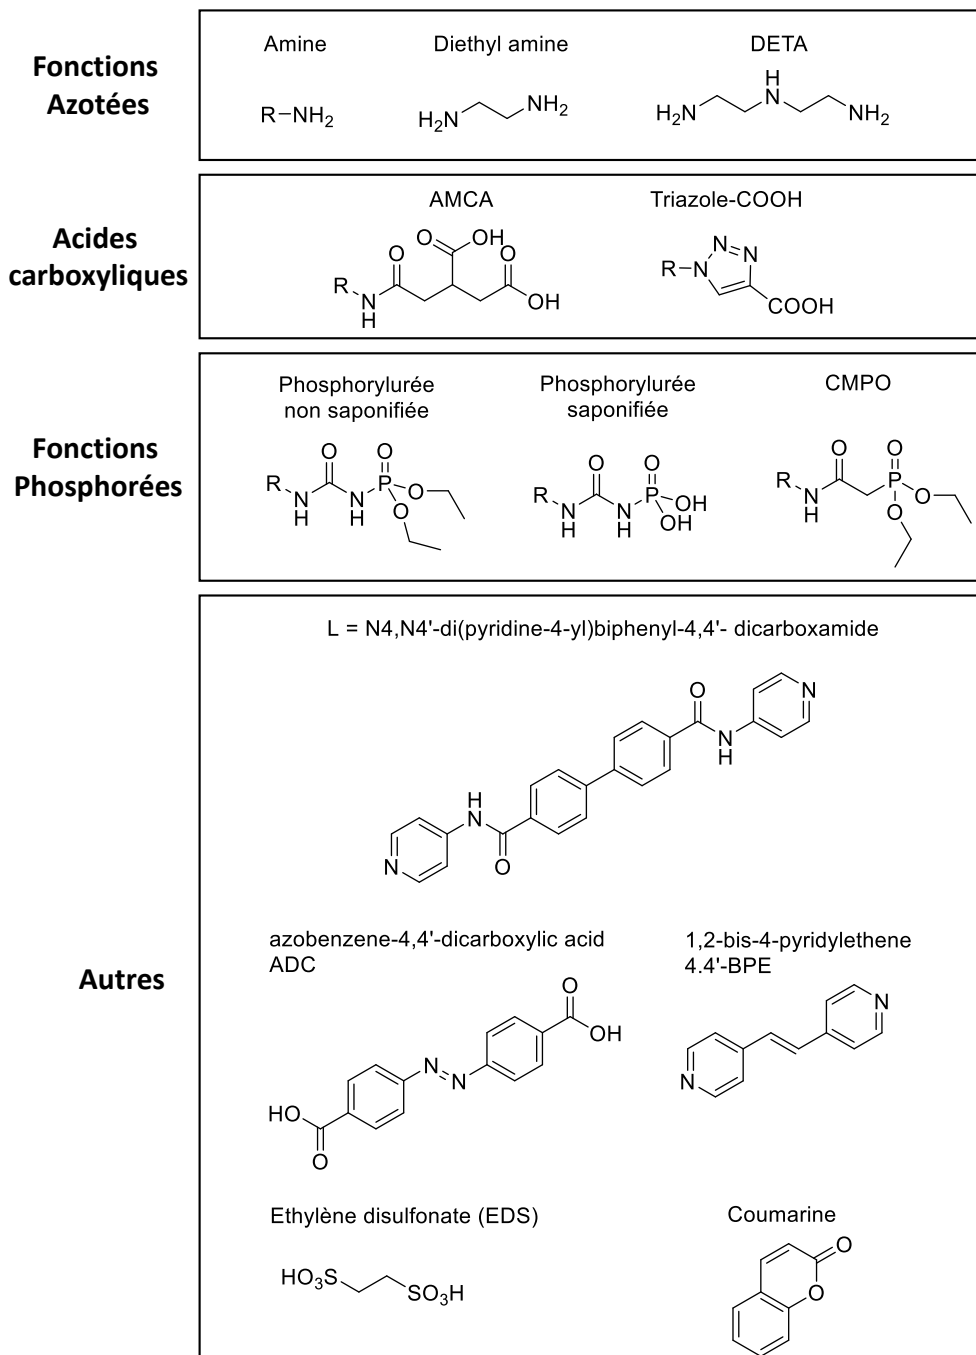 Fonctions
Azotées
Amine
Diethyl amine
DETA
R–NH2
H2N
NH2
H2N
H
N
NH2
Acides
carboxyliques
AMCA
Triazole-COOH
R
N
H
O
O
OH
O
OH
R
N
N
N
COOH
Fonctions
Phosphorées
Phosphorylurée
non saponifiée
Phosphorylurée
saponifiée
CMPO
R
N
H
O
N
H
O
P
O
O
R
N
H
O
N
H
O
P
OH
OH
R
N
H
O
O
P
O
O
Autres
L = N4,N4'-di(pyridine-4-yl)biphenyl-4,4'- dicarboxamide
O
N
H
N
H
N
O
N
azobenzene-4,4'-dicarboxylic acid
ADC
1,2-bis-4-pyridylethene
4.4'-BPE
O
OH
N
N
HO
O
N
N
Ethylène disulfonate (EDS)
Coumarine
HO3S
SO3H
O
O